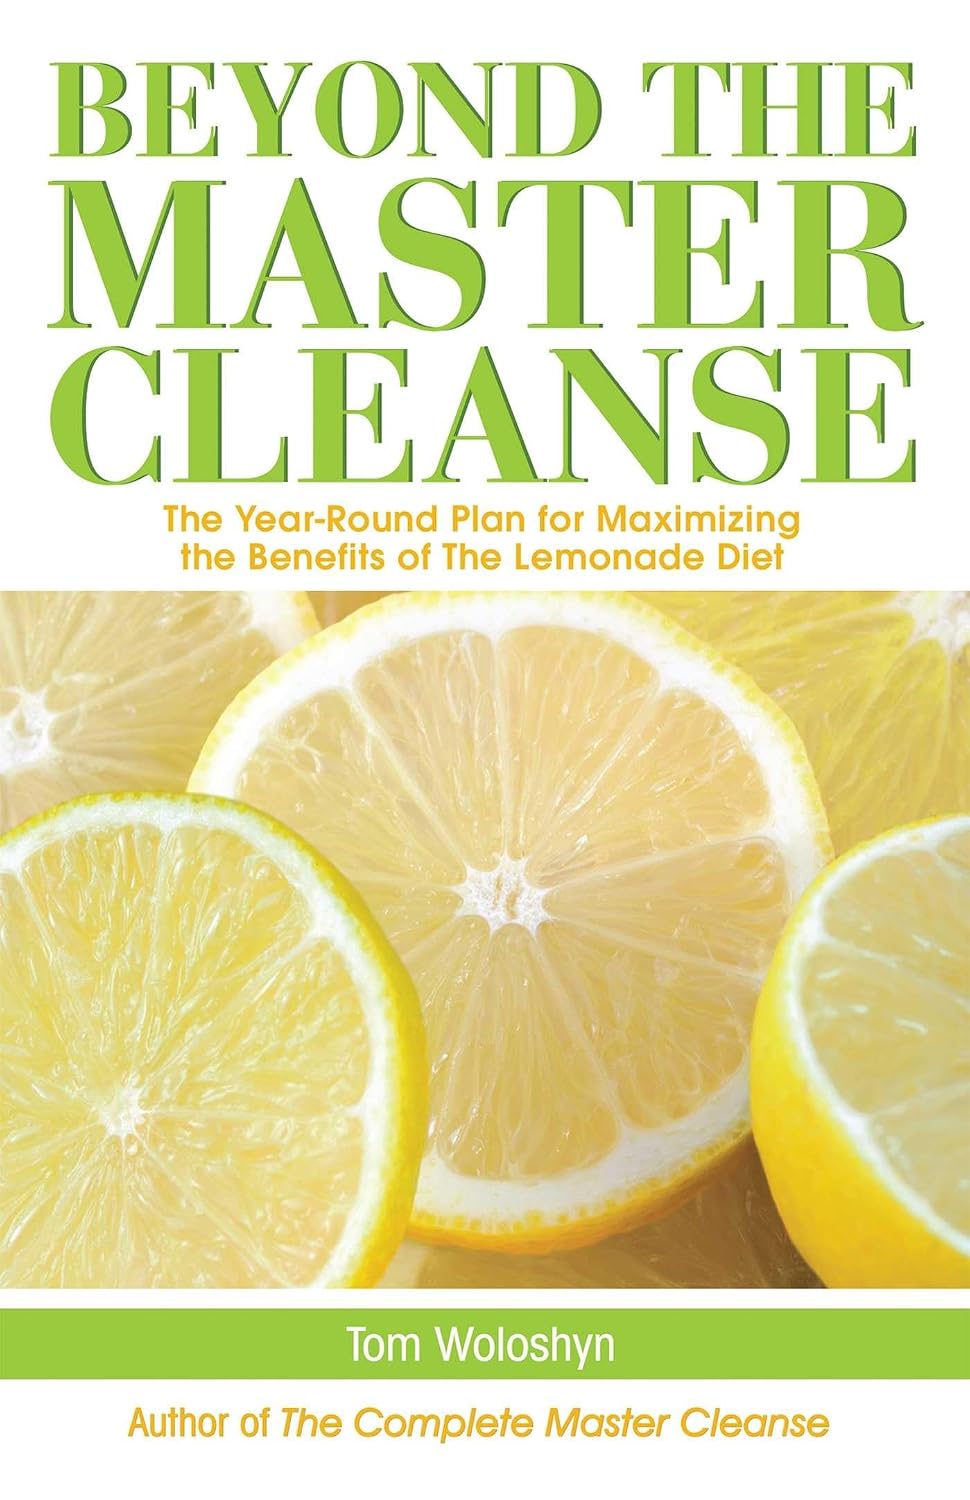 BEYOND THE
MASTER
CLEANSE
The Year-Round Plan for Maximizing
the Benefits of The Lemonade Diet
Tom Woloshyn
Author of The Complete Master Cleanse